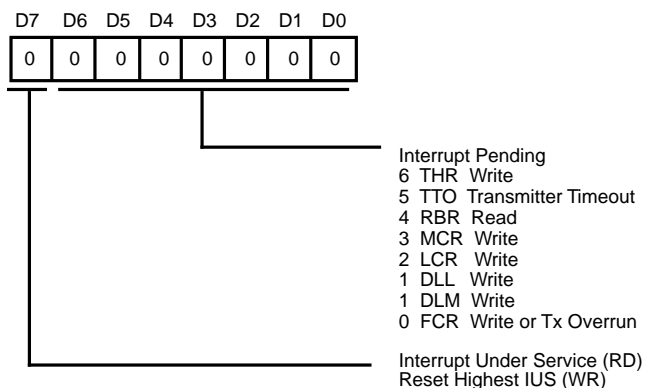 D7 D6 D5 D4 D3 D2 D1 D0
0 0 0 0 0 0 0 0
Interrupt Pending
6 THR Write
5 TTO Transmitter Timeout
4 RBR Read
3 MCR Write
2 LCR Write
1 DLL Write
1 DLM Write
0 FCR Write or Tx Overrun
Interrupt Under Service (RD)
Reset Highest IUS (WR)